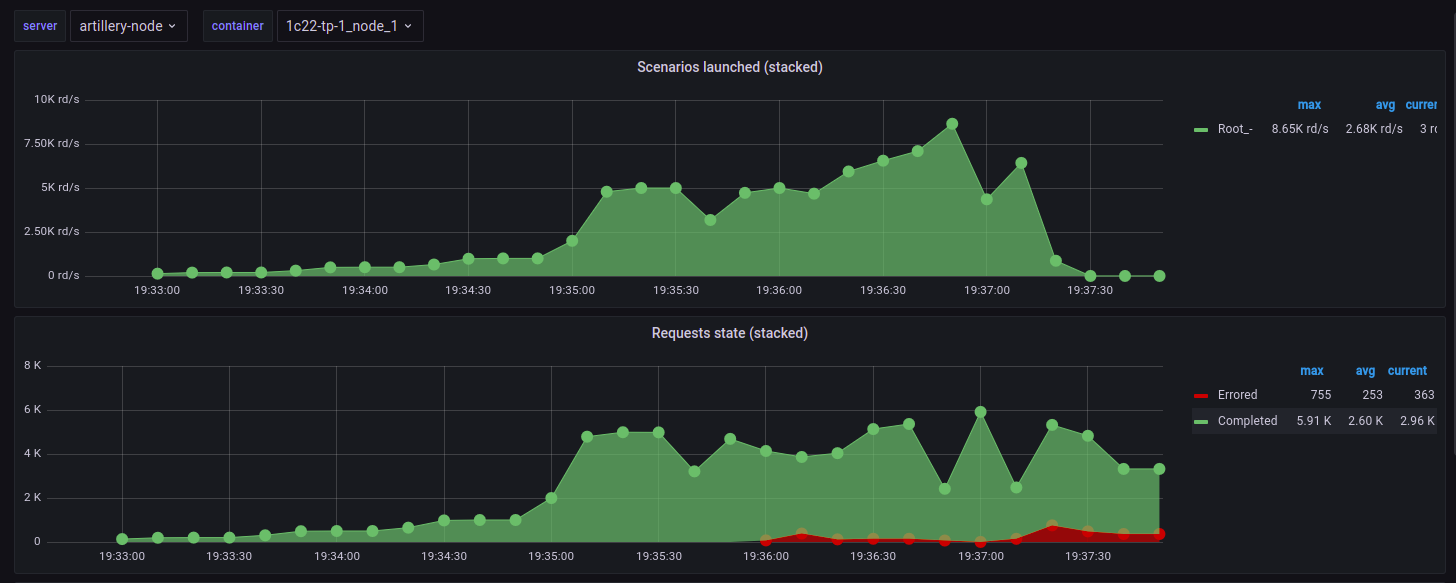 server artillery-node container 1c22-tp-1_node_1
Scenarios launched (stacked)
10K rd/s
7.50K rd/s
5K rd/s
2.50K rd/s
0 rd/s
19:33:00 19:33:30 19:34:00 19:34:30 19:35:00 19:35:30 19:36:00 19:36:30 19:37:00 19:37:30
max avg curren
Root_- 8.65K rd/s 2.68K rd/s 3 rd
Requests state (stacked)
8 K
6 K
4 K
2 K
0
19:33:00 19:33:30 19:34:00 19:34:30 19:35:00 19:35:30 19:36:00 19:36:30 19:37:00 19:37:30
max avg current
Errored 755 253 363
Completed 5.91 K 2.60 K 2.96 K